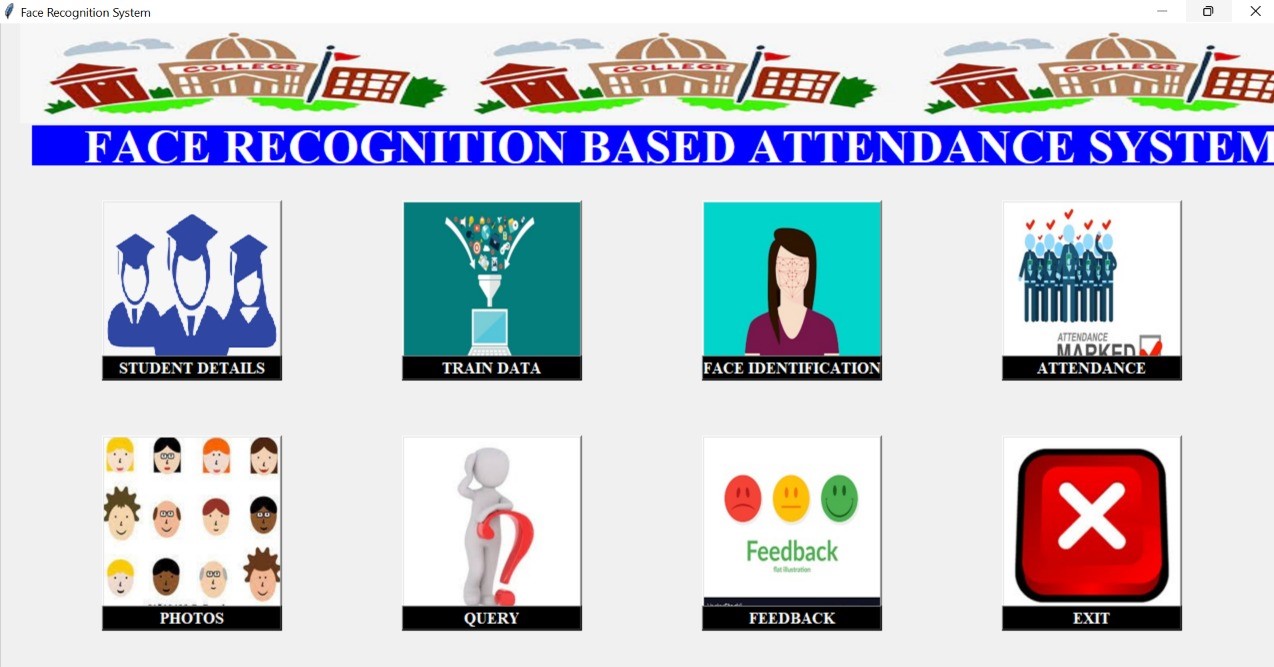 Face Recognition System
COLLEGE
COLLEGE
COLLEGE
FACE RECOGNITION BASED ATTENDANCE SYSTEM
STUDENT DETAILS
TRAIN DATA
FACE IDENTIFICATION
ATTENDANCE
MARKED
ATTENDANCE
Feedback
flat illustration
PHOTOS
QUERY
FEEDBACK
EXIT